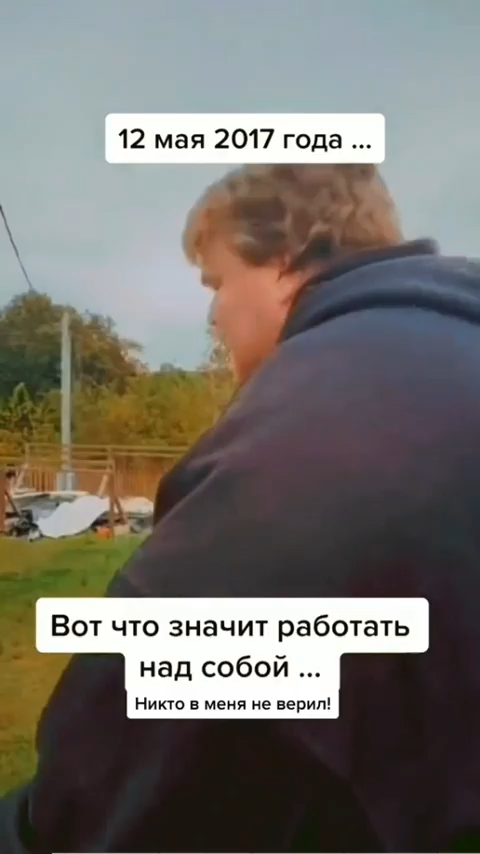 12 мая 2017 года ...
Вот что значит работать
над собой ...
Никто в меня не верил!